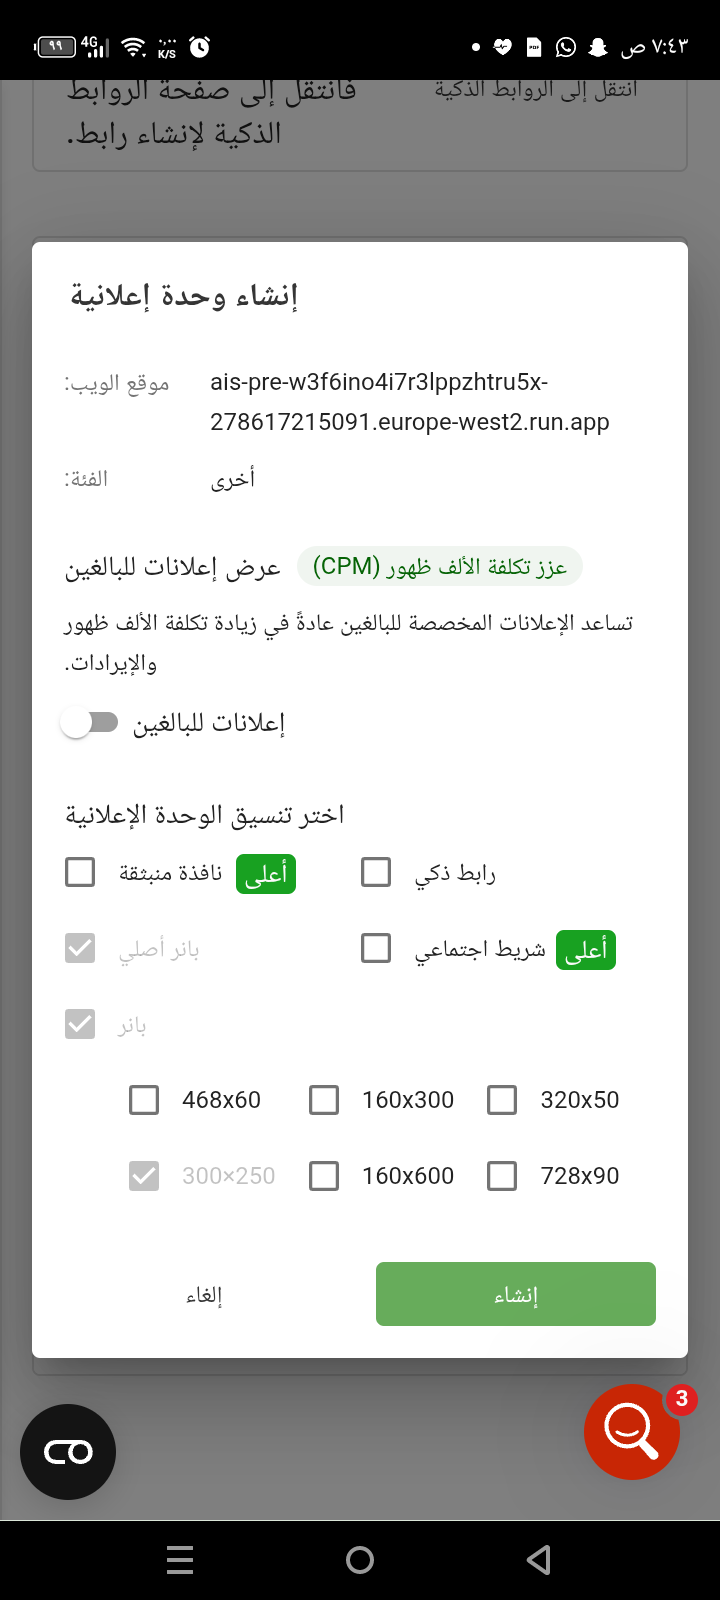 ٩٩ 4G K/S PDF ٧:٤٣ ص
انتقل إلى الروابط الذكية
فانتقل إلى صفحة الروابط
الذكية لإنشاء رابط.
إنشاء وحدة إعلانية
موقع الويب: ais-pre-w3f6ino4i7r3lppzhtru5x-
278617215091.europe-west2.run.app
الفئة: أخرى
عرض إعلانات للبالغين عزز تكلفة الألف ظهور (CPM)
تساعد الإعلانات المخصصة للبالغين عادةً في زيادة تكلفة الألف ظهور
والإيرادات.
إعلانات للبالغين
اختر تنسيق الوحدة الإعلانية
نافذة منبثقة أعلى رابط ذكي
بانر أصلي شريط اجتماعي أعلى
بانر
468x60 160x300 320x50
300×250 160x600 728x90
إلغاء إنشاء
3